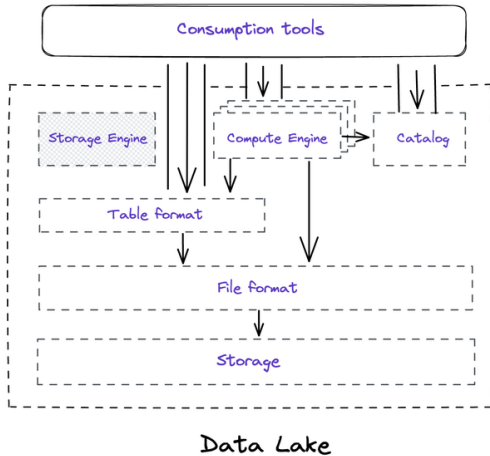 Consumption tools
Storage Engine
Compute Engine
Catalog
Table format
File format
Storage
Data Lake